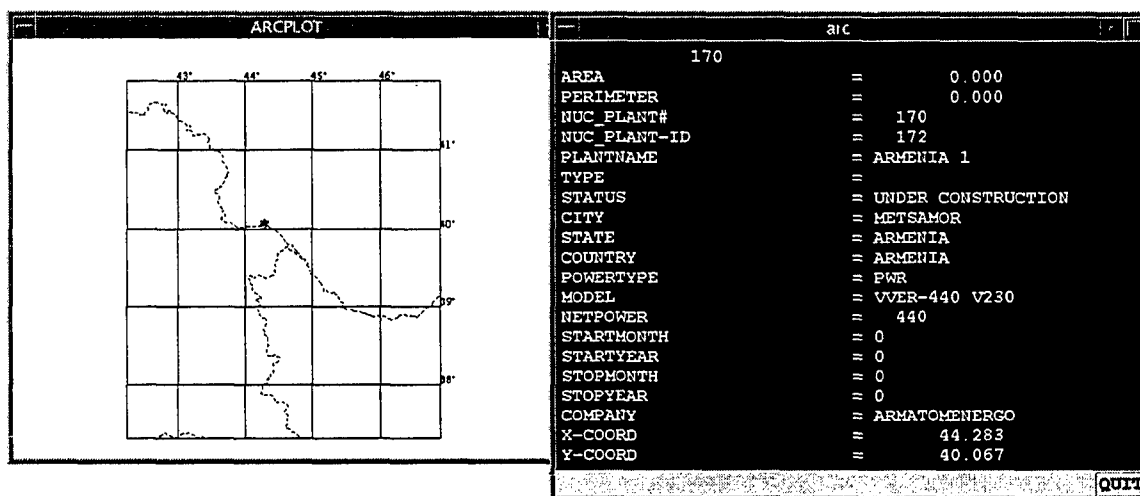 ARCPLOT
43° 44° 45° 46°
41°
40°
39°
38°
arc
170
AREA = 0.000
PERIMETER = 0.000
NUC_PLANT# = 170
NUC_PLANT-ID = 172
PLANTNAME = ARMENIA 1
TYPE =
STATUS = UNDER CONSTRUCTION
CITY = METSAMOR
STATE = ARMENIA
COUNTRY = ARMENIA
POWERTYPE = PWR
MODEL = VVER-440 V230
NETPOWER = 440
STARTMONTH = 0
STARTYEAR = 0
STOPMONTH = 0
STOPYEAR = 0
COMPANY = ARMATOMENERGO
X-COORD = 44.283
Y-COORD = 40.067
QUIT